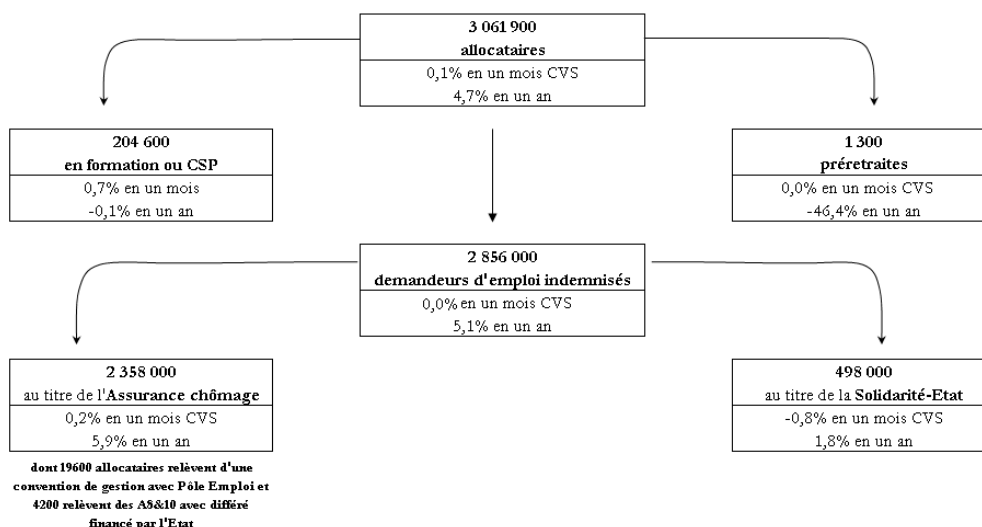 3 061 900
allocataires
0,1% en un mois CVS
4,7% en un an
204 600
en formation ou CSP
0,7% en un mois
-0,1% en un an
1 300
préretraites
0,0% en un mois CVS
-46,4% en un an
2 856 000
demandeurs d'emploi indemnisés
0,0% en un mois CVS
5,1% en un an
2 358 000
au titre de l'Assurance chômage
0,2% en un mois CVS
5,9% en un an
498 000
au titre de la Solidarité-Etat
-0,8% en un mois CVS
1,8% en un an
dont 19600 allocataires relèvent d'une
convention de gestion avec Pôle Emploi et
4200 relèvent des A8&10 avec différé
financé par l'Etat